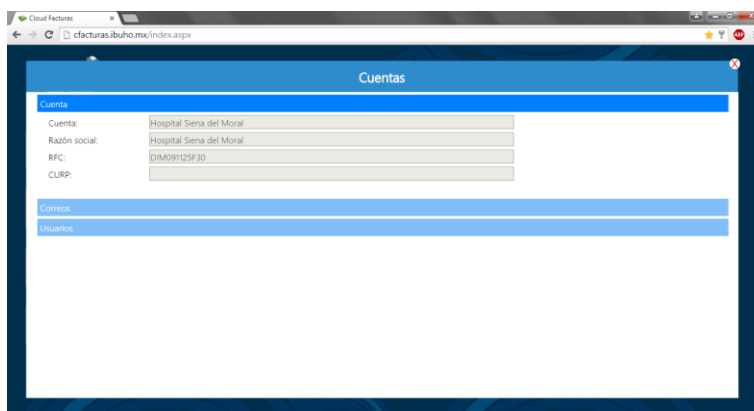 Cloud Facturas
cfacturas.ibuho.mx/index.aspx
ABP
Cuentas
X
Cuenta
Cuenta: Hospital Siena del Moral
Razón social: Hospital Siena del Moral
RFC: DIM091125F30
CURP:
Correos
Usuarios